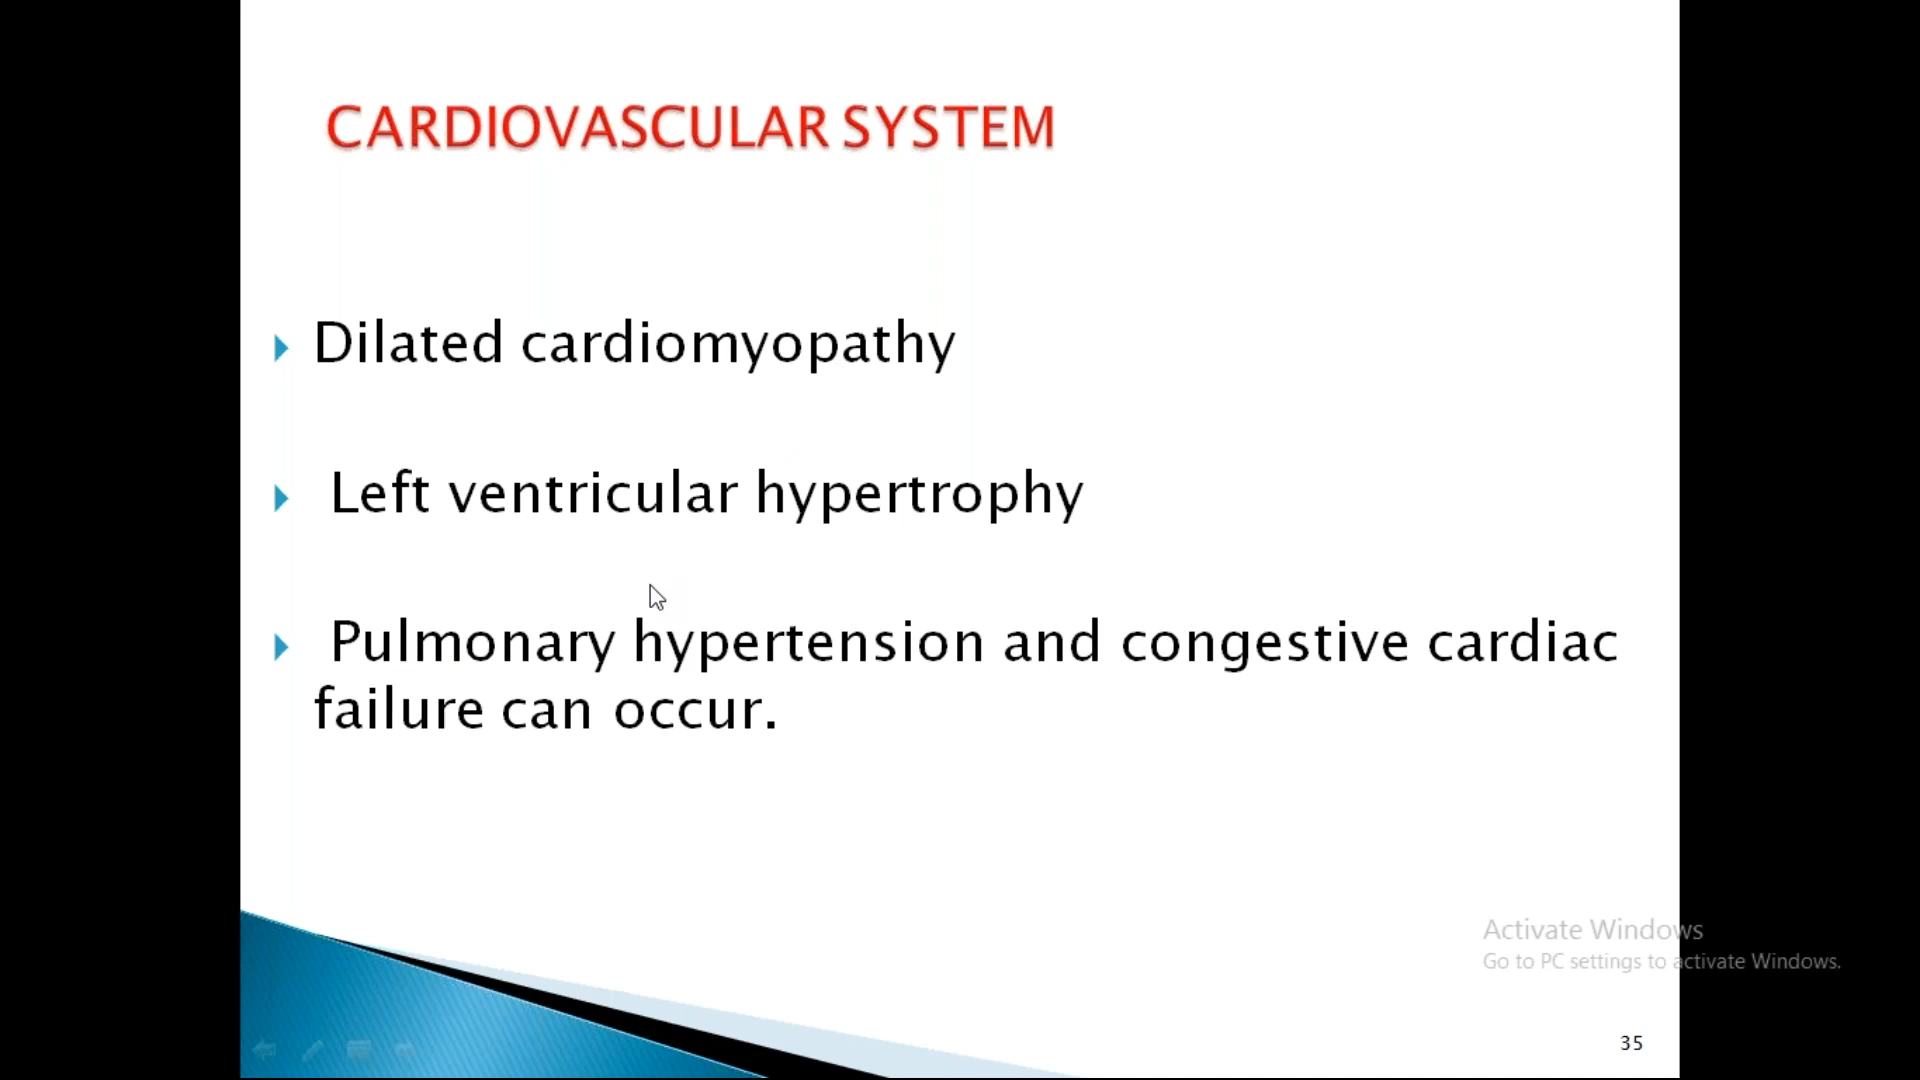 CARDIOVASCULAR SYSTEM
Dilated cardiomyopathy
Left ventricular hypertrophy
Pulmonary hypertension and congestive cardiac
failure can occur.
Activate Windows
Go to PC settings to activate Windows.
35